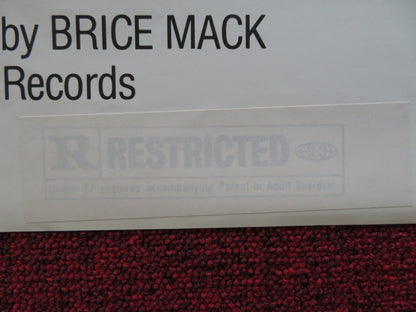 by BRICE MACK
Records
R RESTRICTED
Under 17 requires accompanying Parent or Adult Guardian